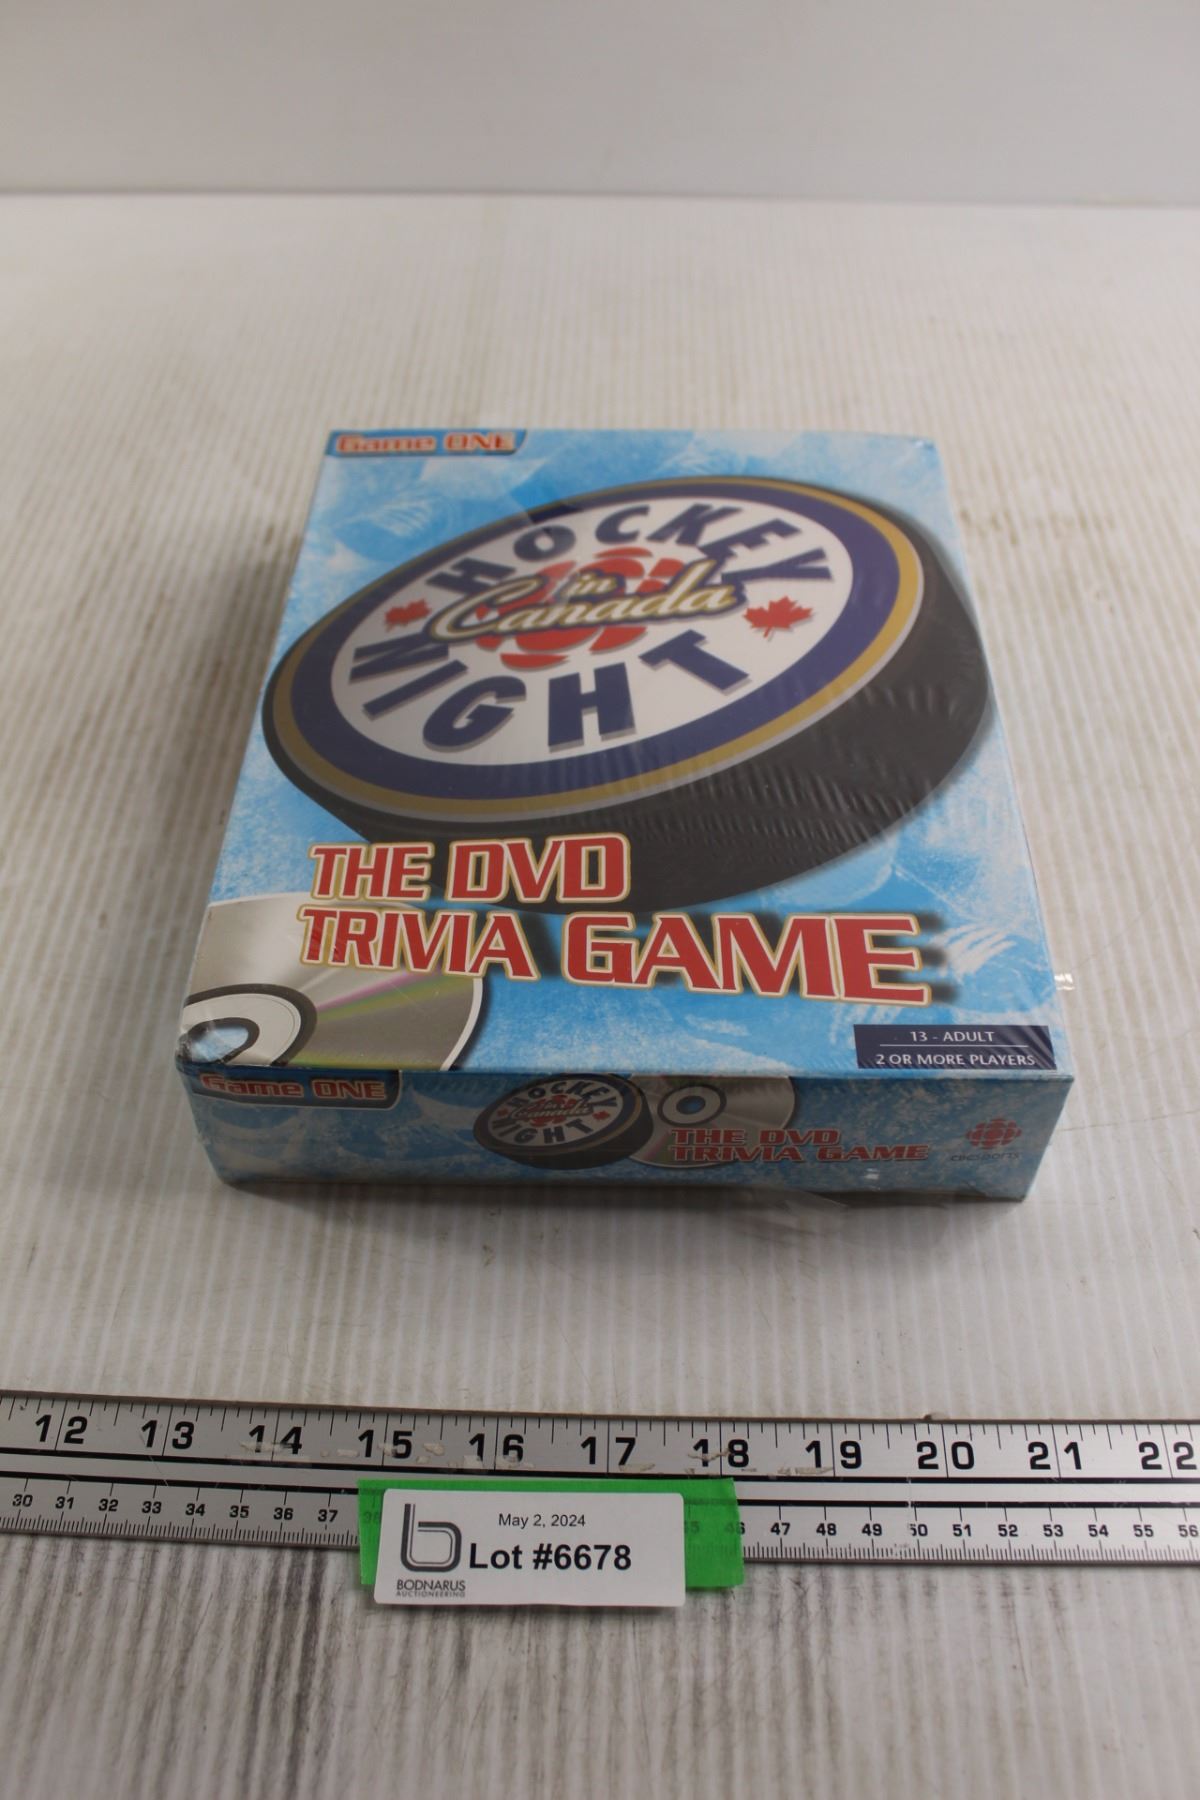 Game ONE
HOCKEY
in
Canada
NIGHT
THE DVD
TRIVIA GAME
13 - ADULT
2 OR MORE PLAYERS
Game ONE
HOCKEY
in
Canada
NIGHT
THE DVD
TRIVIA GAME
CBC SPORTS
12 13 14 15 16 17 18 19 20 21 22
30 31 32 33 34 35 36 37 46 47 48 49 50 51 52 53 54 55 56
May 2, 2024
Lot #6678
BODNARUS
AUCTIONEERING